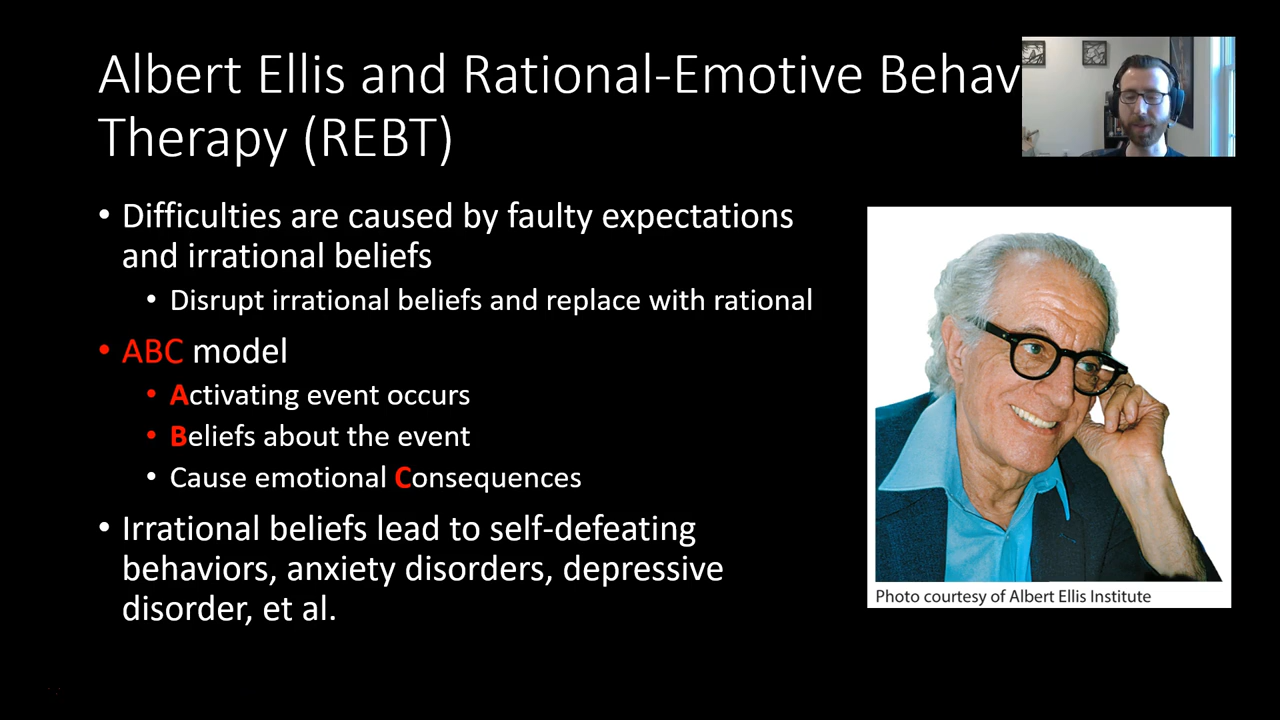 Albert Ellis and Rational-Emotive Behav
Therapy (REBT)
• Difficulties are caused by faulty expectations
and irrational beliefs
• Disrupt irrational beliefs and replace with rational
• ABC model
• Activating event occurs
• Beliefs about the event
• Cause emotional Consequences
• Irrational beliefs lead to self-defeating
behaviors, anxiety disorders, depressive
disorder, et al.
Photo courtesy of Albert Ellis Institute